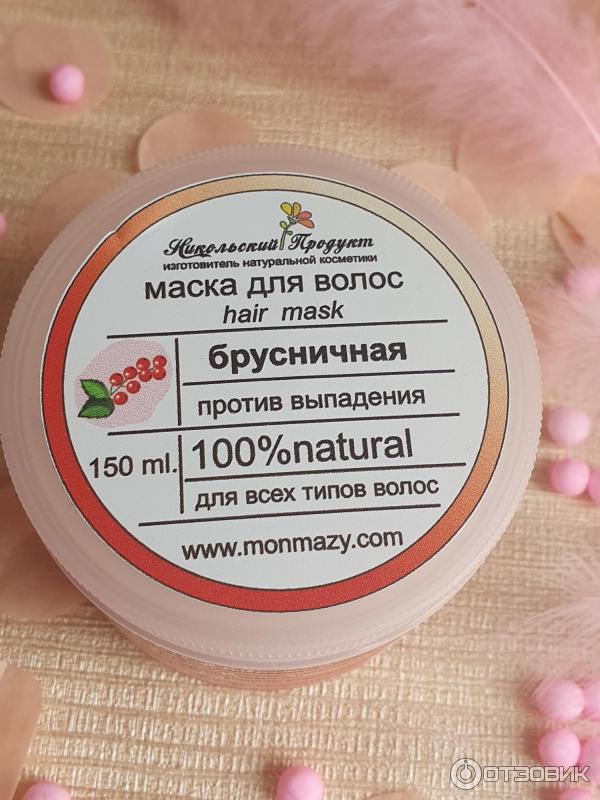 Никольский Продукт
изготовитель натуральной косметики
маска для волос
hair mask
брусничная
против выпадения
150 ml.
100%natural
для всех типов волос
www.monmazy.com
ОТЗОВИК